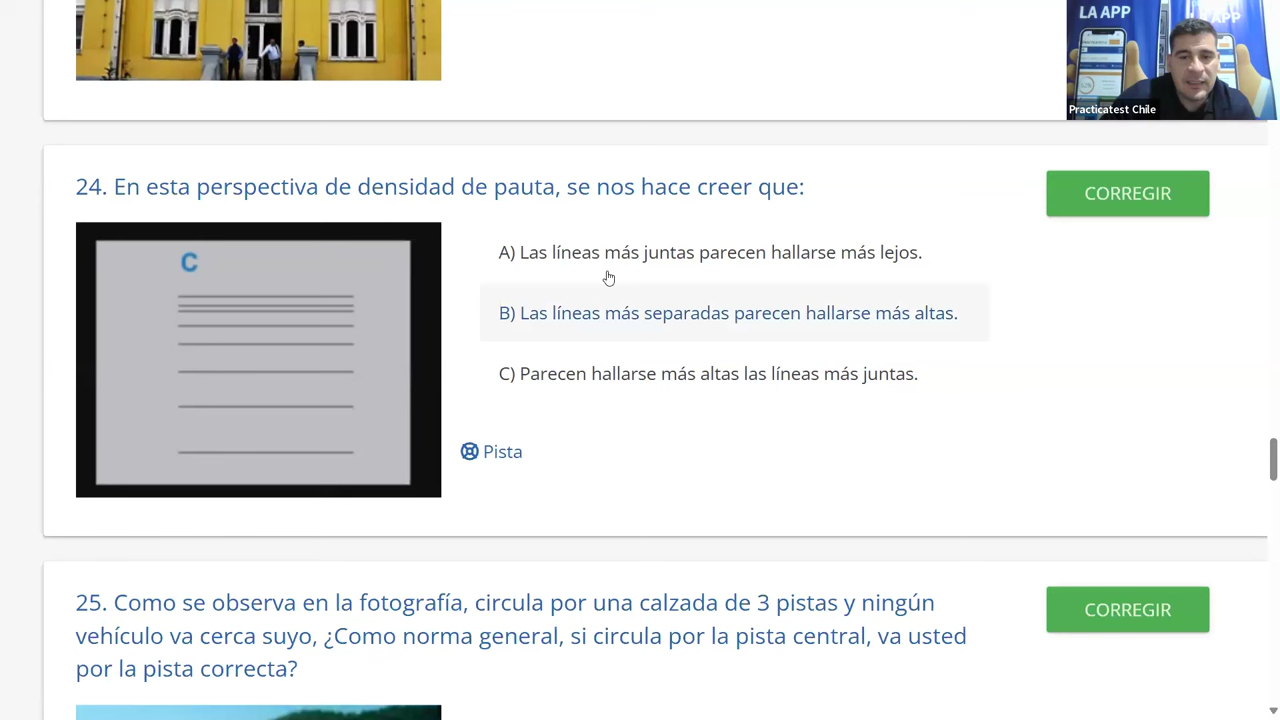 LA APP
APP
Practicatest Chile
24. En esta perspectiva de densidad de pauta, se nos hace creer que:
CORREGIR
C
A) Las líneas más juntas parecen hallarse más lejos.
B) Las líneas más separadas parecen hallarse más altas.
C) Parecen hallarse más altas las líneas más juntas.
Pista
25. Como se observa en la fotografía, circula por una calzada de 3 pistas y ningún
vehículo va cerca suyo, ¿Como norma general, si circula por la pista central, va usted
por la pista correcta?
CORREGIR